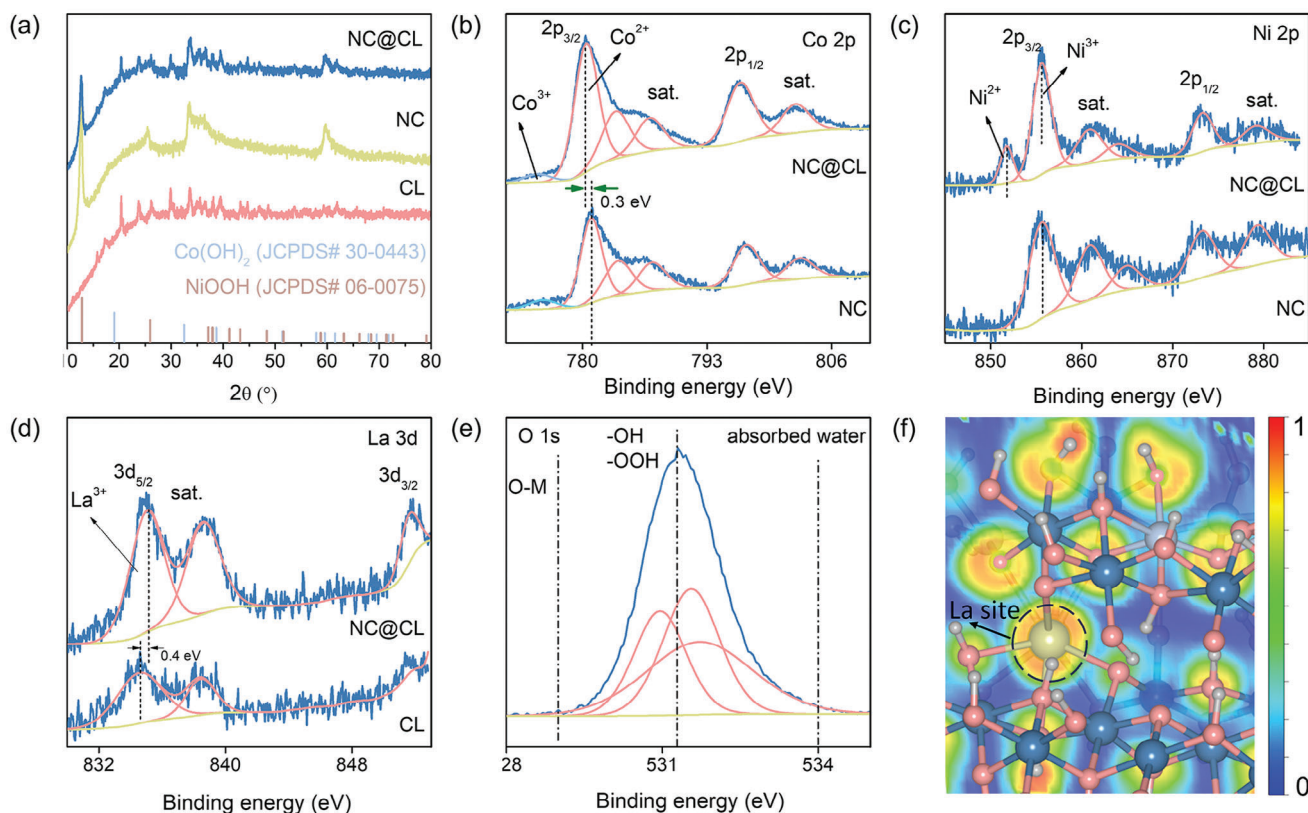 (a)
NC@CL
NC
CL
Co(OH)₂ (JCPDS# 30-0443)
NiOOH (JCPDS# 06-0075)
10 20 30 40 50 60 70 80
2θ (°)
(b)
2p₃/₂
Co²⁺
Co 2p
2p₁/₂
Co³⁺
sat.
sat.
NC@CL
0.3 eV
NC
780 793 806
Binding energy (eV)
(c)
2p₃/₂
Ni 2p
Ni³⁺
2p₁/₂
Ni²⁺
sat.
sat.
NC@CL
NC
850 860 870 880
Binding energy (eV)
(d)
La 3d
3d₅/₂
3d₃/₂
La³⁺
sat.
NC@CL
0.4 eV
CL
832 840 848
Binding energy (eV)
(e)
O 1s -OH absorbed water
-OOH
O-M
28 531 534
Binding energy (eV)
(f)
La site
1
0